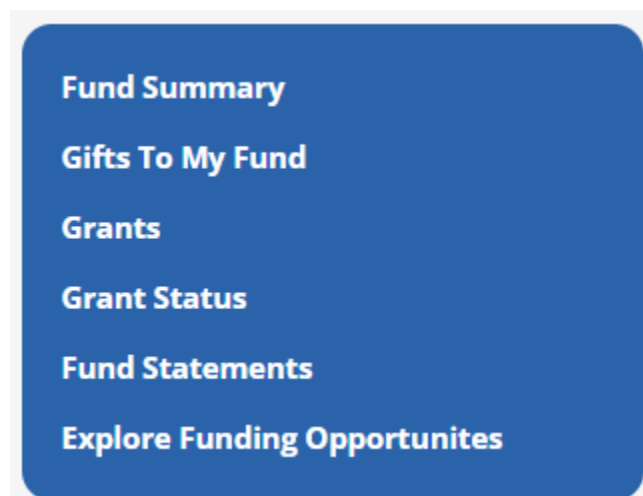 Fund Summary
Gifts To My Fund
Grants
Grant Status
Fund Statements
Explore Funding Opportunites